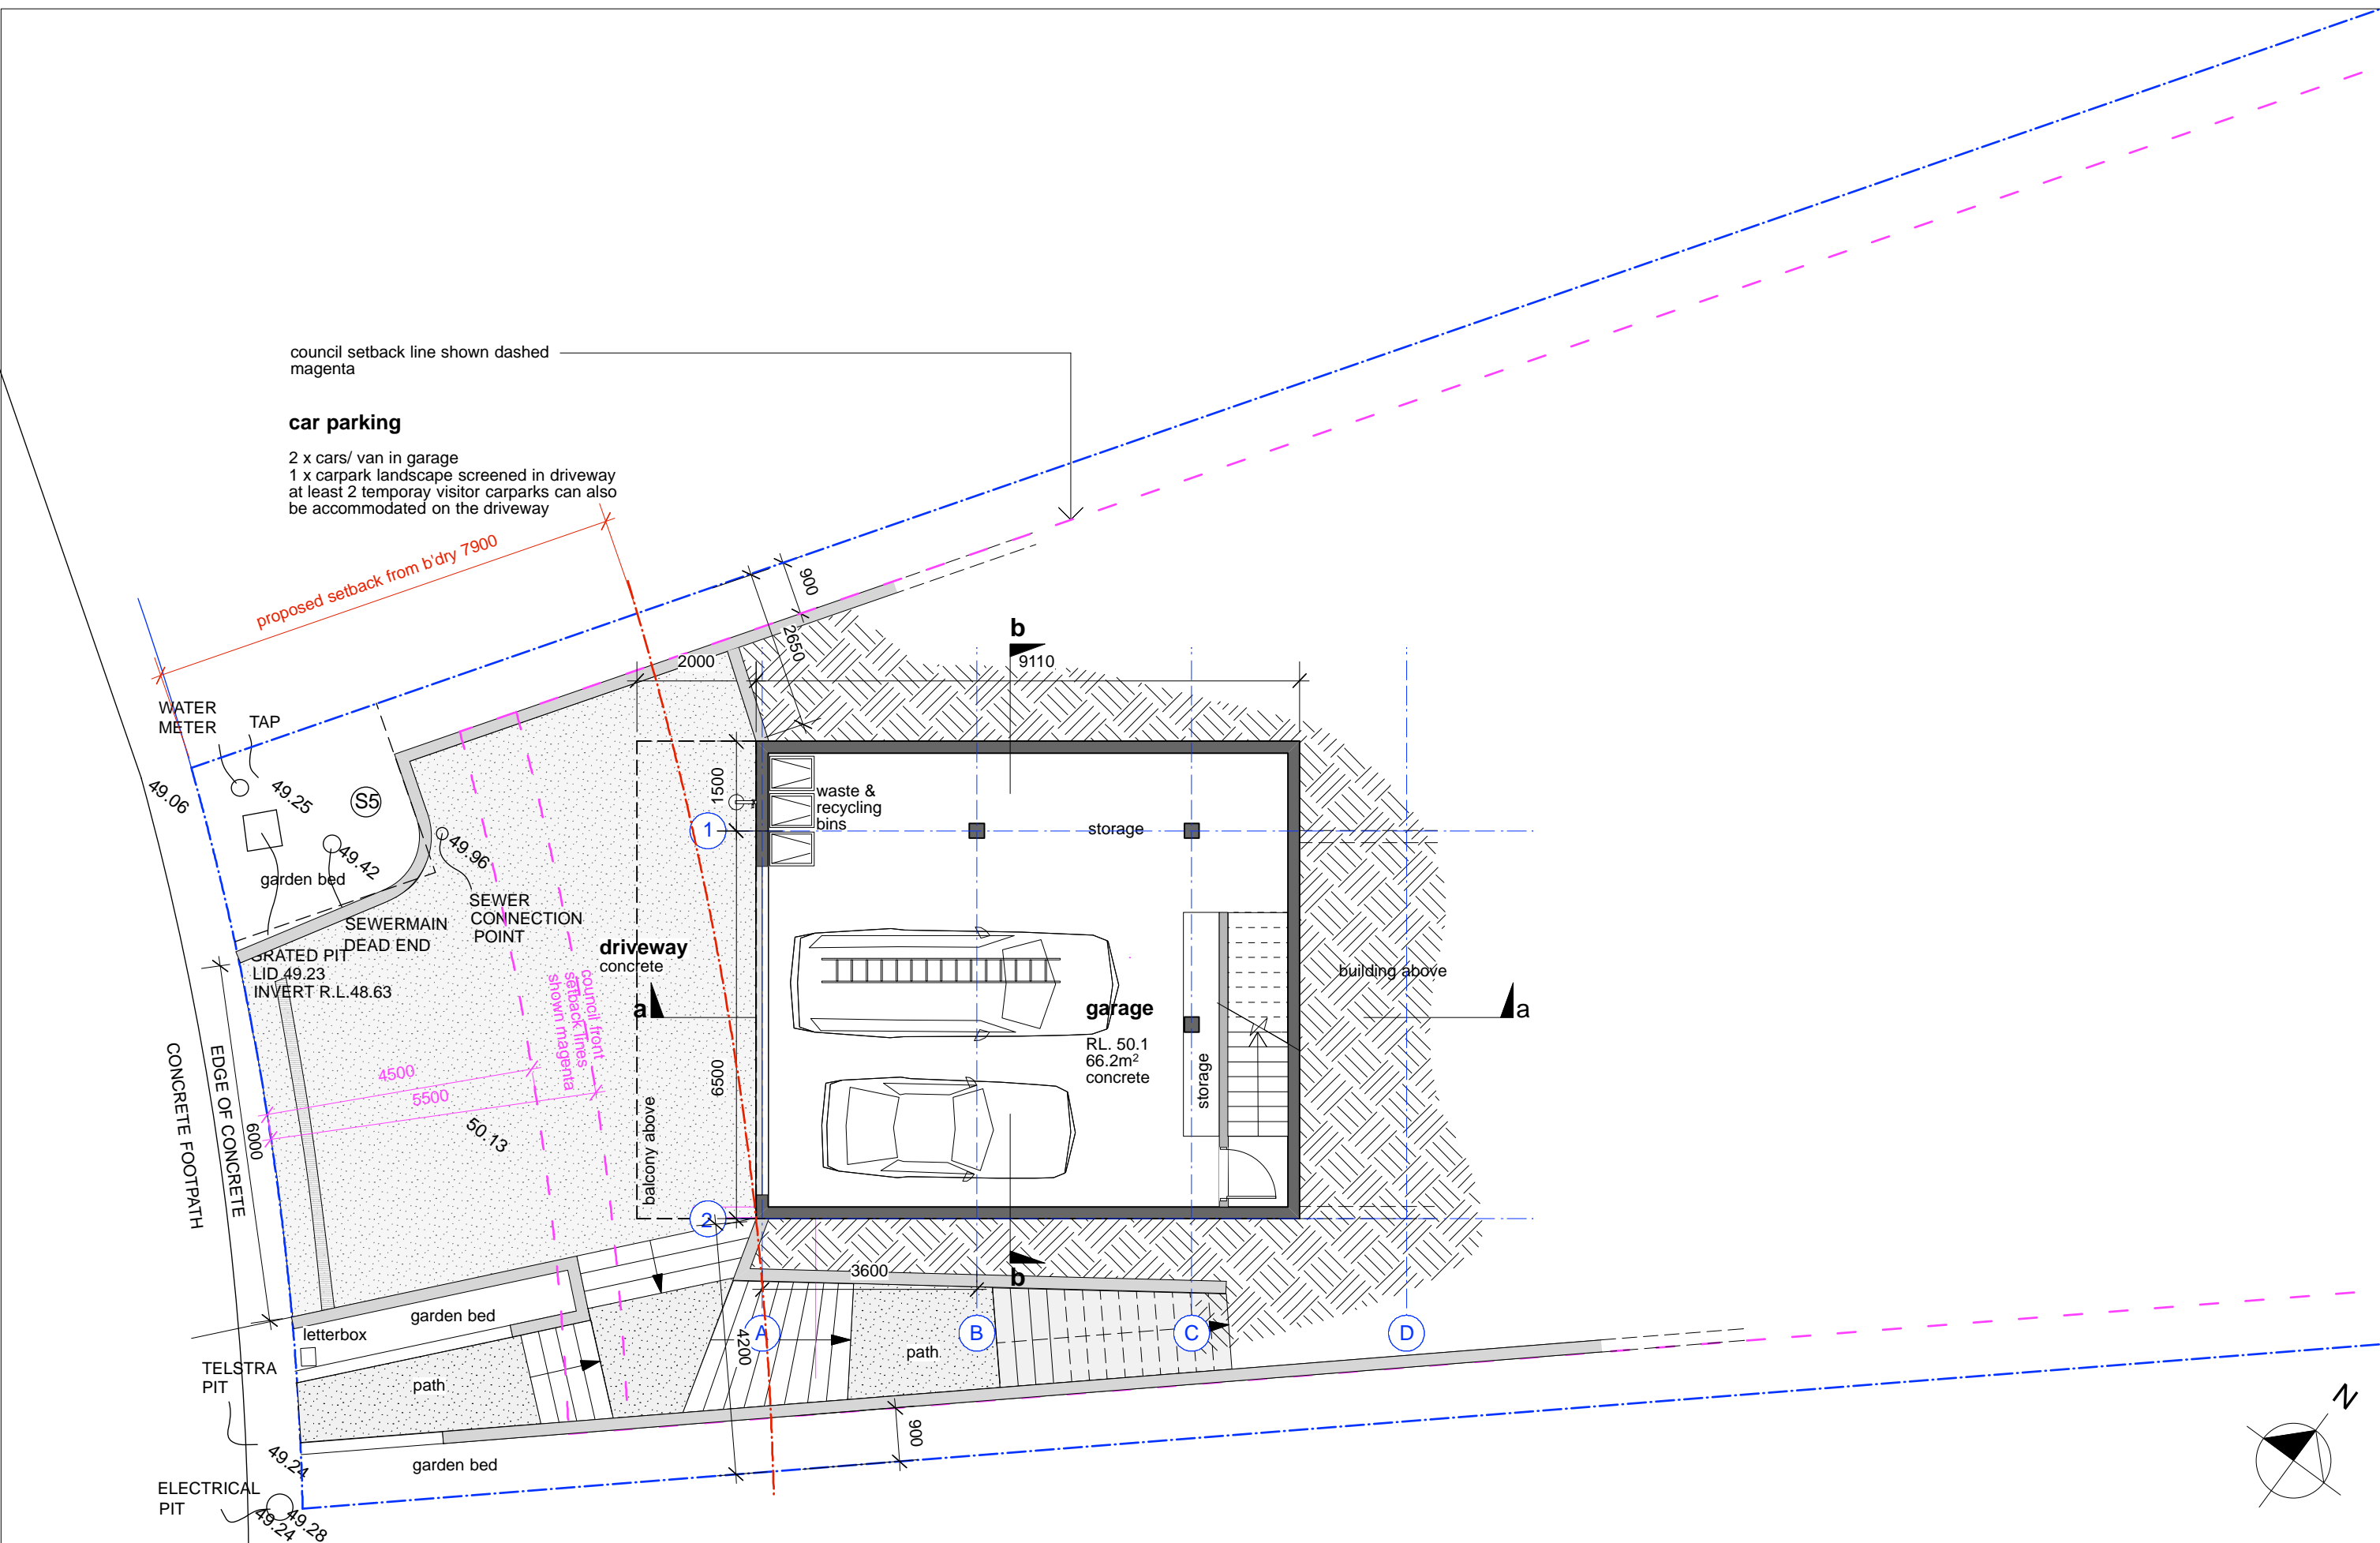 council setback line shown dashed
magenta
car parking
2 x cars/ van in garage
1 x carpark landscape screened in driveway
at least 2 temporay visitor carparks can also
be accommodated on the driveway
proposed setback from b'dry 7900
900
2650
b
2000
9110
WATER
METER
TAP
49.06
49.25
S5
49.42
49.96
garden bed
1500
1
waste &
recycling
bins
storage
SEWER
CONNECTION
POINT
SEWERMAIN
DEAD END
GRATED PIT
LID 49.23
INVERT R.L.48.63
driveway
concrete
council front
setback lines
shown magenta
a
building above
a
garage
RL. 50.1
66.2m²
concrete
storage
4500
5500
6500
50.13
balcony above
CONCRETE FOOTPATH
EDGE OF CONCRETE
6000
2
3600
b
garden bed
letterbox
A
B
C
D
4200
path
path
TELSTRA
PIT
900
garden bed
49.24
ELECTRICAL
PIT
49.24
49.28
N